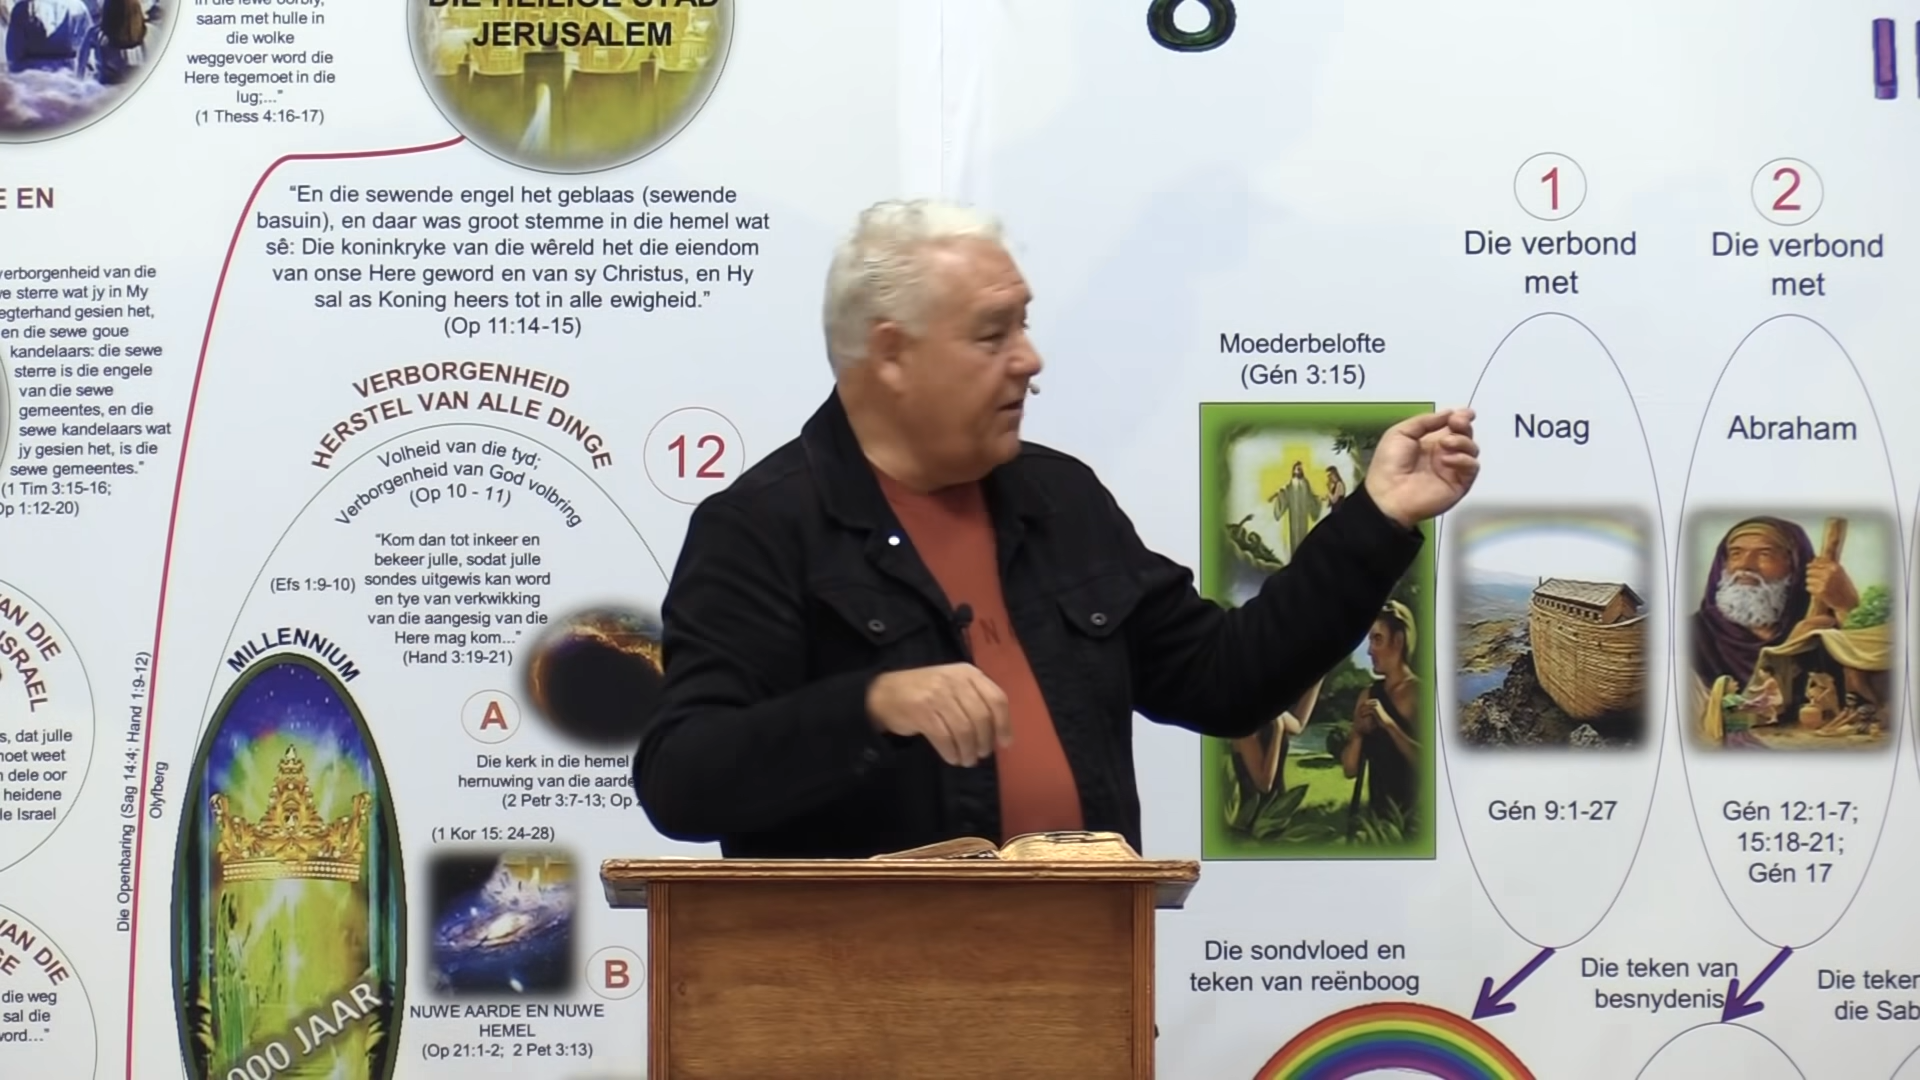 saam met hulle in
die wolke
weggevoer word die
Here tegemoet in die
lug;..."
(1 Thess 4:16-17)
DIE HEILIGE STAD
JERUSALEM
"En die sewende engel het geblaas (sewende
basuin), en daar was groot stemme in die hemel wat
sê: Die koninkryke van die wêreld het die eiendom
van onse Here geword en van sy Christus, en Hy
sal as Koning heers tot in alle ewigheid."
(Op 11:14-15)
E EN
verborgenheid van die
sterre wat jy in My
gesien het,
en die sewe goue
kandelaars: die sewe
sterre is die engele
van die sewe
gemeentes, en die
sewe kandelaars wat
jy gesien het, is die
sewe gemeentes."
(1 Tim 3:15-16;
Op 1:12-20)
VERBORGENHEID
HERSTEL VAN ALLE DINGE
Volheid van die tyd;
Verborgenheid van God volbring
(Op 10 - 11)
12
"Kom dan tot inkeer en
bekeer julle, sodat julle
sondes uitgewis kan word
en tye van verkwikking
van die aangesig van die
Here mag kom..."
(Hand 3:19-21)
(Efs 1:9-10)
MILLENNIUM
A
Die kerk in die hemel
hernuwing van die aarde
(2 Petr 3:7-13; Op
(1 Kor 15: 24-28)
B
NUWE AARDE EN NUWE
HEMEL
(Op 21:1-2; 2 Pet 3:13)
000 JAAR
Die Openbaring (Sag 14:4; Hand 1:9-12)
Olyfberg
VAN DIE
ISRAEL
s, dat julle
moet weet
dele oor
heidene
Israel
VAN DIE
die weg
sal die
word..."
Moederbelofte
(Gén 3:15)
1
Die verbond
met
Noag
Gén 9:1-27
2
Die verbond
met
Abraham
Gén 12:1-7;
15:18-21;
Gén 17
Die sondvloed en
teken van reënboog
Die teken van
besnydenis
Die teken
die Sab